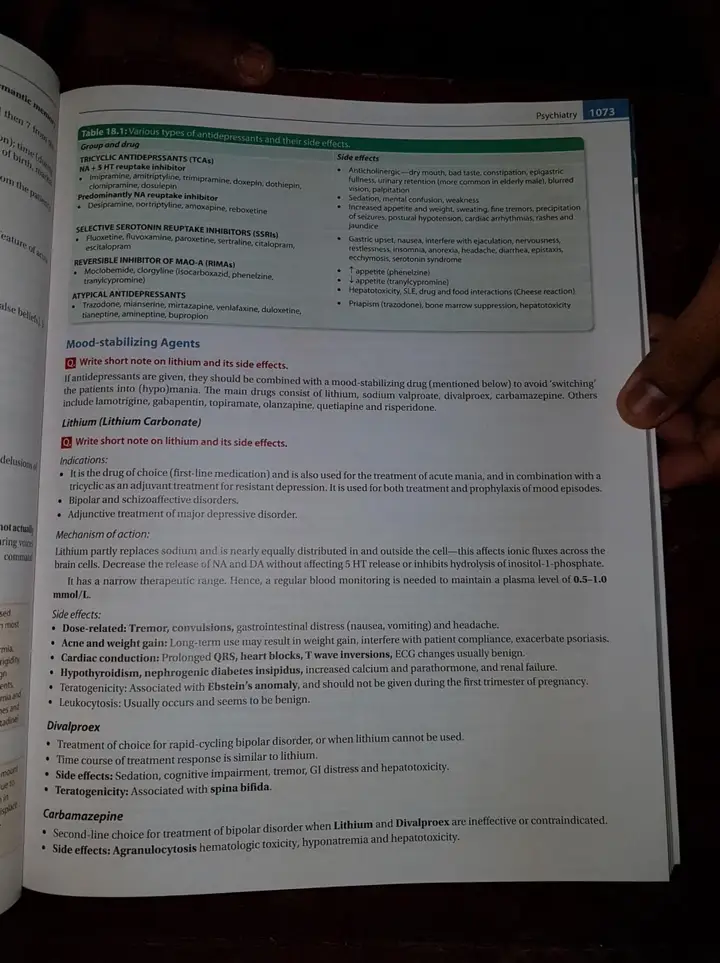 Psychiatry 1073
Table 18.1: Various types of antidepressants and their side effects.
Group and drug
Side effects
TRICYCLIC ANTIDEPRSSANTS (TCAs)
NA + 5 HT reuptake inhibitor
• Imipramine, amitriptyline, trimipramine, doxepin, dothiepin,
clomipramine, dosulepin
Predominantly NA reuptake inhibitor
• Desipramine, nortriptyline, amoxapine, reboxetine
• Anticholinergic—dry mouth, bad taste, constipation, epigastric
fullness, urinary retention (more common in elderly male), blurred
vision, palpitation
• Sedation, mental confusion, weakness
• Increased appetite and weight, sweating, fine tremors, precipitation
of seizures, postural hypotension, cardiac arrhythmias, rashes and
jaundice
SELECTIVE SEROTONIN REUPTAKE INHIBITORS (SSRIs)
• Fluoxetine, fluvoxamine, paroxetine, sertraline, citalopram,
escitalopram
• Gastric upset, nausea, interfere with ejaculation, nervousness,
restlessness, insomnia, anorexia, headache, diarrhea, epistaxis,
ecchymosis, serotonin syndrome
REVERSIBLE INHIBITOR OF MAO-A (RIMAs)
• Moclobemide, clorgyline (isocarboxazid, phenelzine,
tranylcypromine)
• ↑ appetite (phenelzine)
• ↓ appetite (tranylcypromine)
• Hepatotoxicity, SLE, drug and food interactions (Cheese reaction)
ATYPICAL ANTIDEPRESSANTS
• Trazodone, mianserine, mirtazapine, venlafaxine, duloxetine,
tianeptine, amineptine, bupropion
• Priapism (trazodone), bone marrow suppression, hepatotoxicity
Mood-stabilizing Agents
Q. Write short note on lithium and its side effects.
If antidepressants are given, they should be combined with a mood-stabilizing drug (mentioned below) to avoid 'switching'
the patients into (hypo)mania. The main drugs consist of lithium, sodium valproate, divalproex, carbamazepine. Others
include lamotrigine, gabapentin, topiramate, olanzapine, quetiapine and risperidone.
Lithium (Lithium Carbonate)
Q. Write short note on lithium and its side effects.
Indications:
• It is the drug of choice (first-line medication) and is also used for the treatment of acute mania, and in combination with a
tricyclic as an adjuvant treatment for resistant depression. It is used for both treatment and prophylaxis of mood episodes.
• Bipolar and schizoaffective disorders.
• Adjunctive treatment of major depressive disorder.
Mechanism of action:
Lithium partly replaces sodium and is nearly equally distributed in and outside the cell—this affects ionic fluxes across the
brain cells. Decrease the release of NA and DA without affecting 5 HT release or inhibits hydrolysis of inositol-1-phosphate.
It has a narrow therapeutic range. Hence, a regular blood monitoring is needed to maintain a plasma level of 0.5–1.0
mmol/L.
Side effects:
• Dose-related: Tremor, convulsions, gastrointestinal distress (nausea, vomiting) and headache.
• Acne and weight gain: Long-term use may result in weight gain, interfere with patient compliance, exacerbate psoriasis.
• Cardiac conduction: Prolonged QRS, heart blocks, T wave inversions, ECG changes usually benign.
• Hypothyroidism, nephrogenic diabetes insipidus, increased calcium and parathormone, and renal failure.
• Teratogenicity: Associated with Ebstein's anomaly, and should not be given during the first trimester of pregnancy.
• Leukocytosis: Usually occurs and seems to be benign.
Divalproex
• Treatment of choice for rapid-cycling bipolar disorder, or when lithium cannot be used.
• Time course of treatment response is similar to lithium.
• Side effects: Sedation, cognitive impairment, tremor, GI distress and hepatotoxicity.
• Teratogenicity: Associated with spina bifida.
Carbamazepine
• Second-line choice for treatment of bipolar disorder when Lithium and Divalproex are ineffective or contraindicated.
• Side effects: Agranulocytosis hematologic toxicity, hyponatremia and hepatotoxicity.